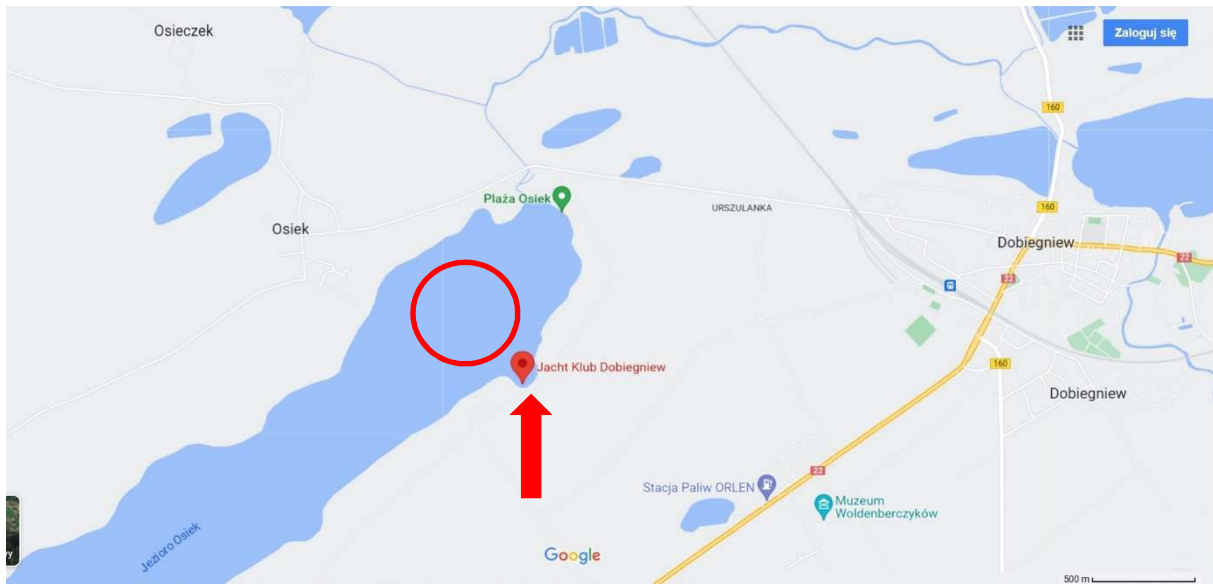 Osieczek
Zaloguj się
160
Plaża Osiek
URSZULANKA
160
Osiek
Dobiegniew
22
22
Jacht Klub Dobiegniew
160
Dobiegniew
22
Stacja Paliw ORLEN
Muzeum
Woldenberczyków
Jezioro Osiek
Google
500 m